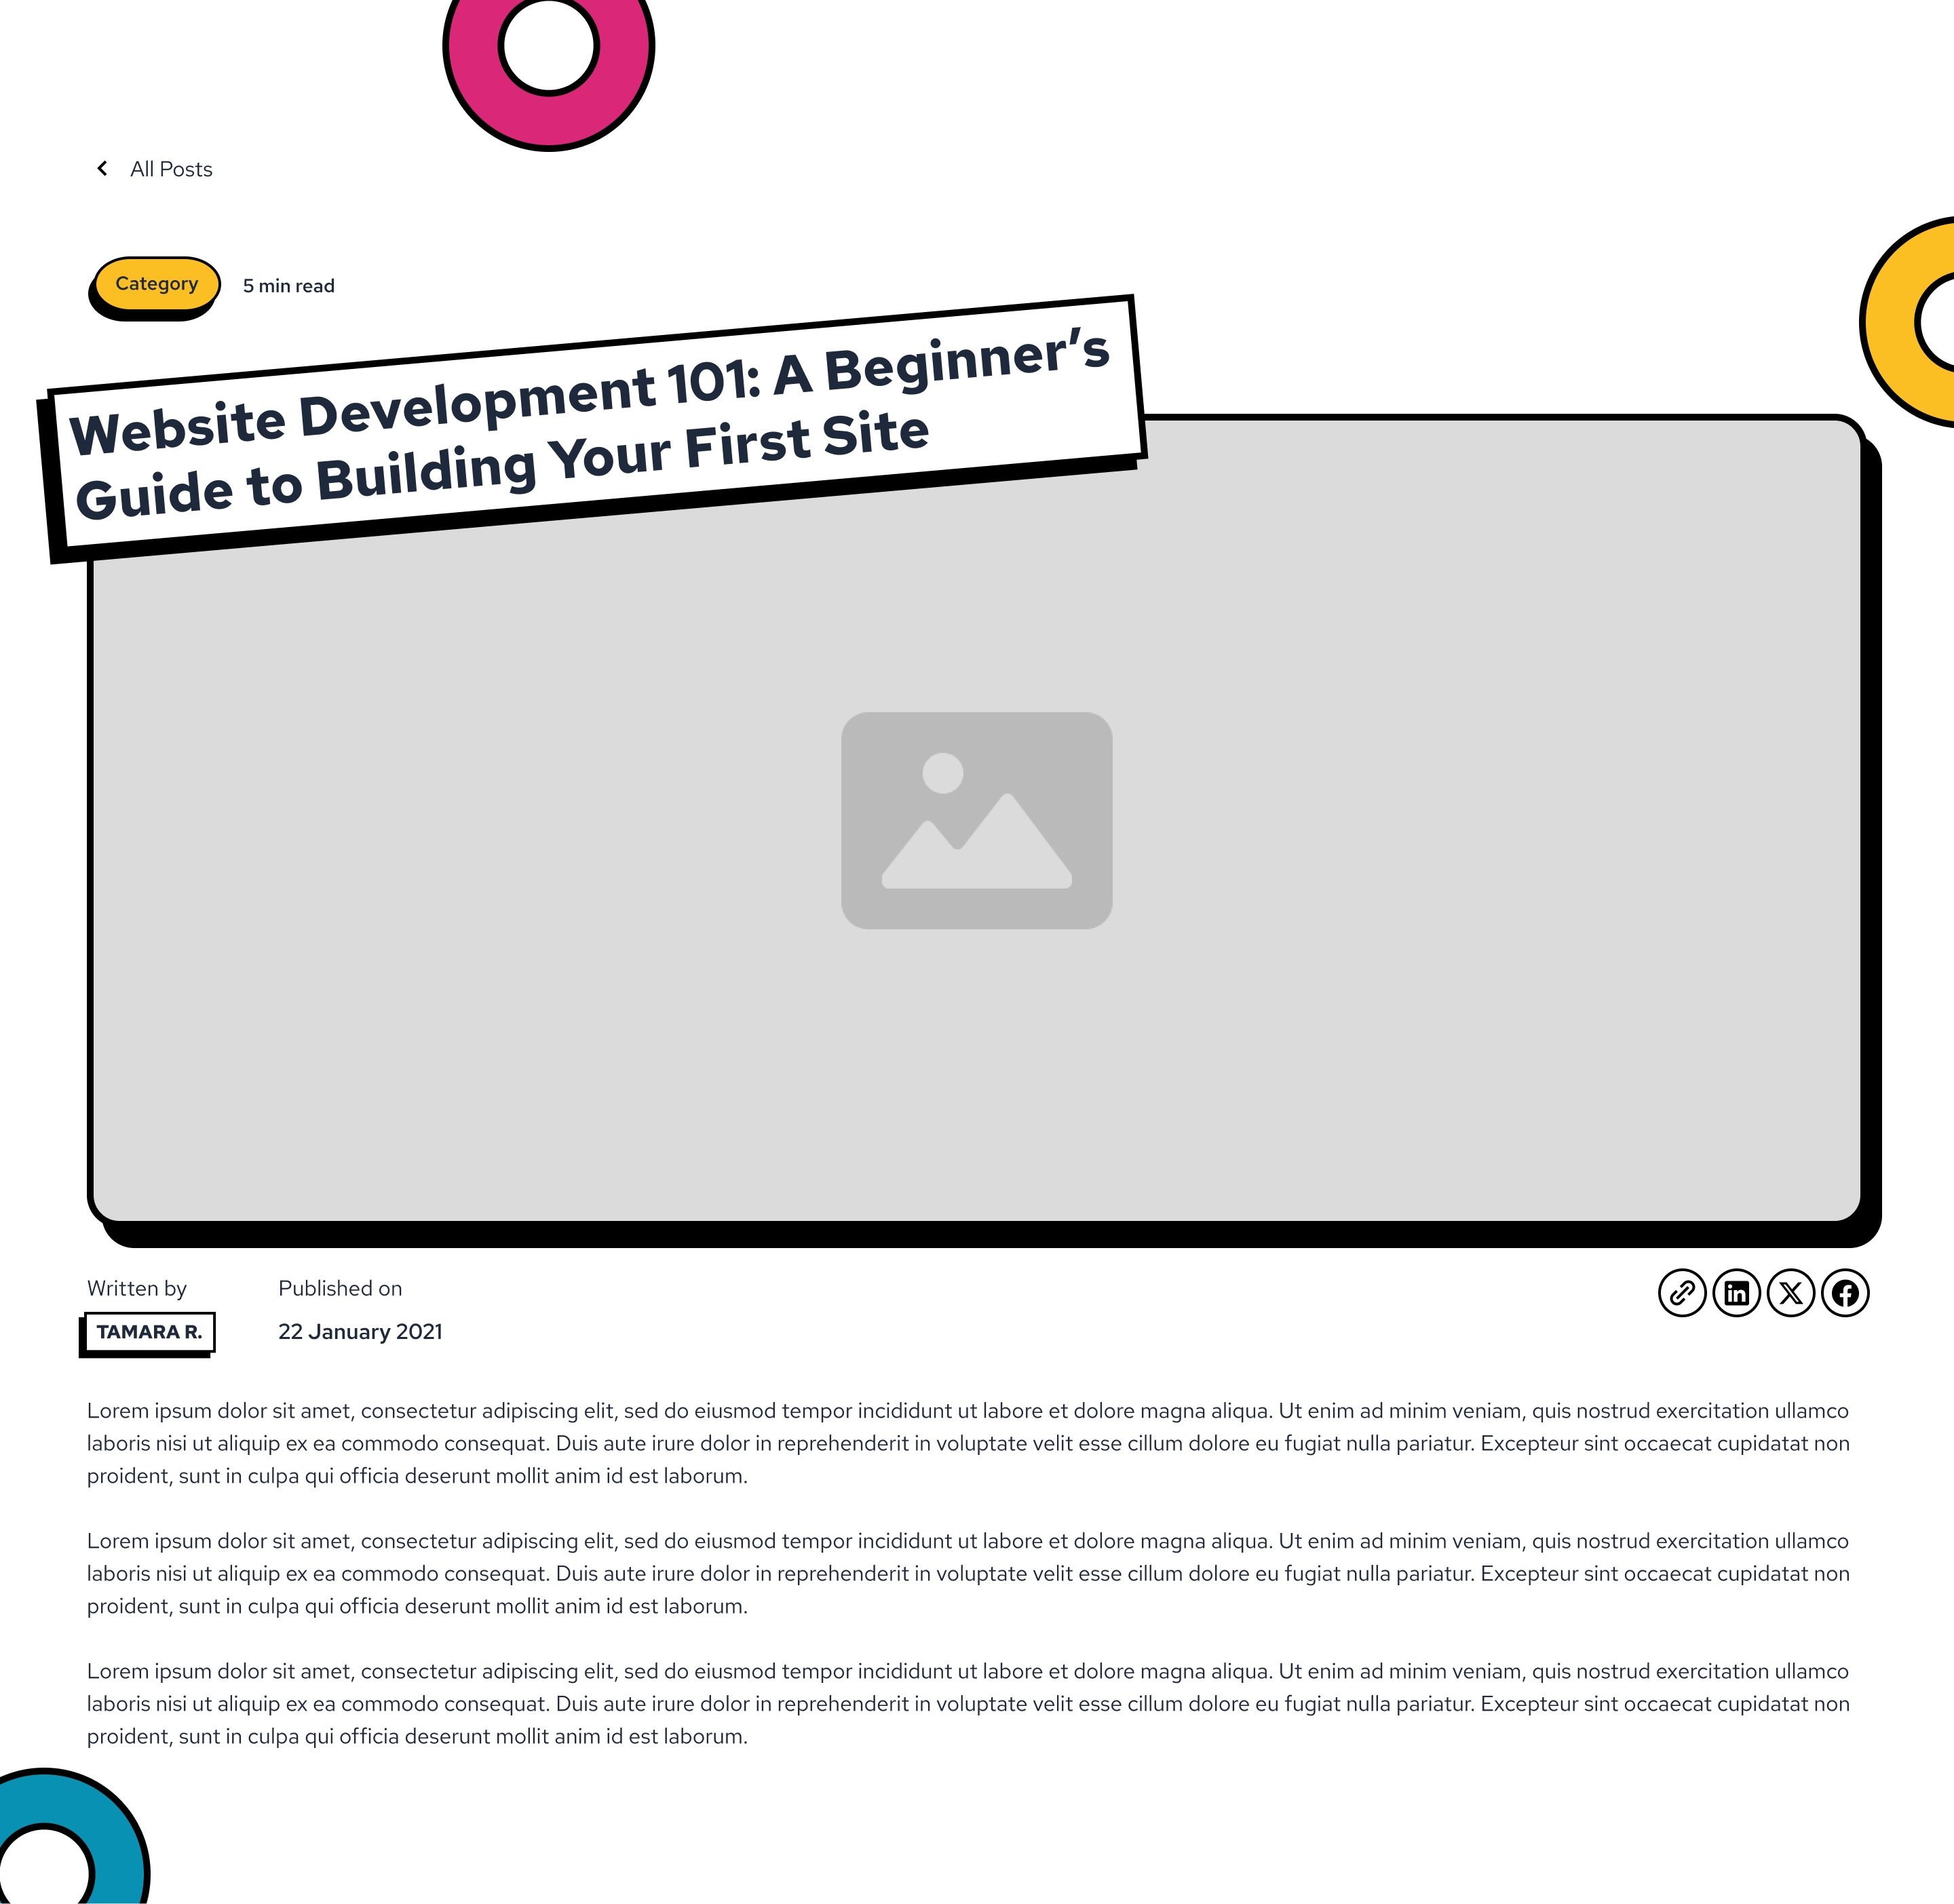 All Posts
Category
5 min read
Website Development 101: A Beginner’s
Guide to Building Your First Site
Written by
Published on
TAMARA R.
22 January 2021
Lorem ipsum dolor sit amet, consectetur adipiscing elit, sed do eiusmod tempor incididunt ut labore et dolore magna aliqua. Ut enim ad minim veniam, quis nostrud exercitation ullamco
laboris nisi ut aliquip ex ea commodo consequat. Duis aute irure dolor in reprehenderit in voluptate velit esse cillum dolore eu fugiat nulla pariatur. Excepteur sint occaecat cupidatat non
proident, sunt in culpa qui officia deserunt mollit anim id est laborum.
Lorem ipsum dolor sit amet, consectetur adipiscing elit, sed do eiusmod tempor incididunt ut labore et dolore magna aliqua. Ut enim ad minim veniam, quis nostrud exercitation ullamco
laboris nisi ut aliquip ex ea commodo consequat. Duis aute irure dolor in reprehenderit in voluptate velit esse cillum dolore eu fugiat nulla pariatur. Excepteur sint occaecat cupidatat non
proident, sunt in culpa qui officia deserunt mollit anim id est laborum.
Lorem ipsum dolor sit amet, consectetur adipiscing elit, sed do eiusmod tempor incididunt ut labore et dolore magna aliqua. Ut enim ad minim veniam, quis nostrud exercitation ullamco
laboris nisi ut aliquip ex ea commodo consequat. Duis aute irure dolor in reprehenderit in voluptate velit esse cillum dolore eu fugiat nulla pariatur. Excepteur sint occaecat cupidatat non
proident, sunt in culpa qui officia deserunt mollit anim id est laborum.